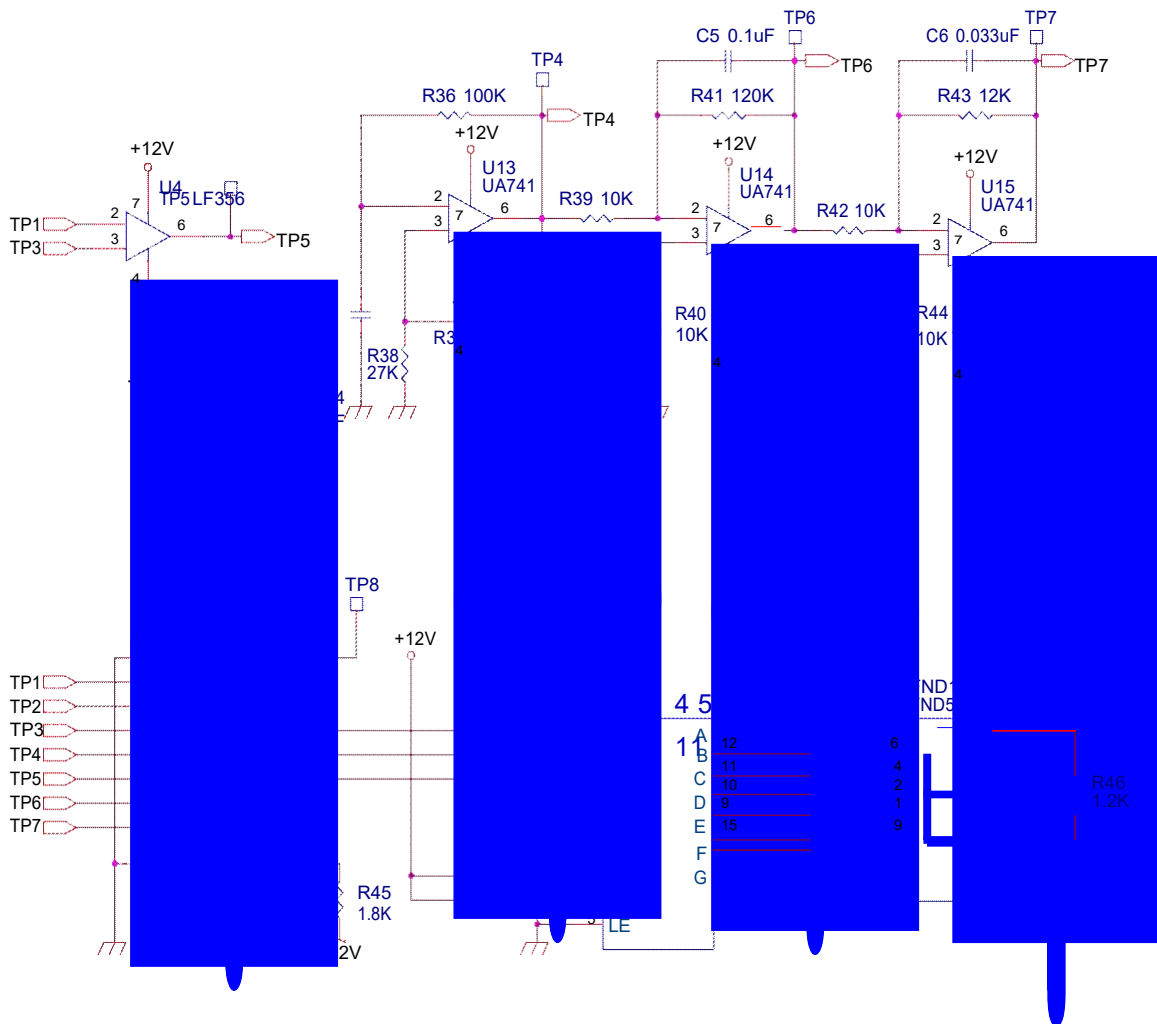 TP6
TP7
C5 0.1uF
C6 0.033uF
TP4
TP6
TP7
R36 100K
R41 120K
R43 12K
TP4
+12V
+12V
+12V
+12V
U4
TP5 LF356
U13
UA741
U14
UA741
U15
UA741
7
TP1
2
6
TP3
3
TP5
4
2
7
6
3
R39 10K
2
7
6
3
R42 10K
2
7
6
3
R38
27K
4
R40
10K
4
R44
10K
4
TP8
+12V
TP1
TP2
TP3
TP4
TP5
TP6
TP7
4 5
11
A
B
C
D
E
F
G
12
11
10
9
15
6
4
2
1
9
R46
1.2K
R45
1.8K
LE